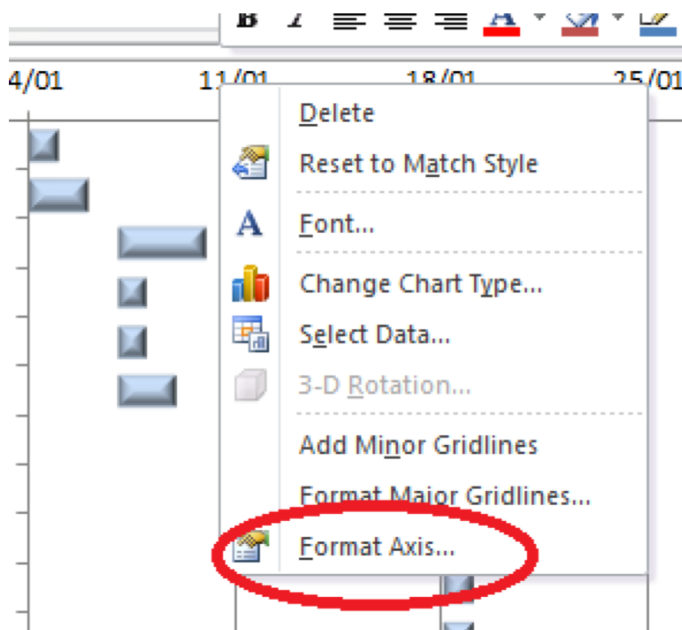 B I A
4/01 11/01 18/01 25/01
Delete
Reset to Match Style
A Font...
Change Chart Type...
Select Data...
3-D Rotation...
Add Minor Gridlines
Format Major Gridlines...
Format Axis...